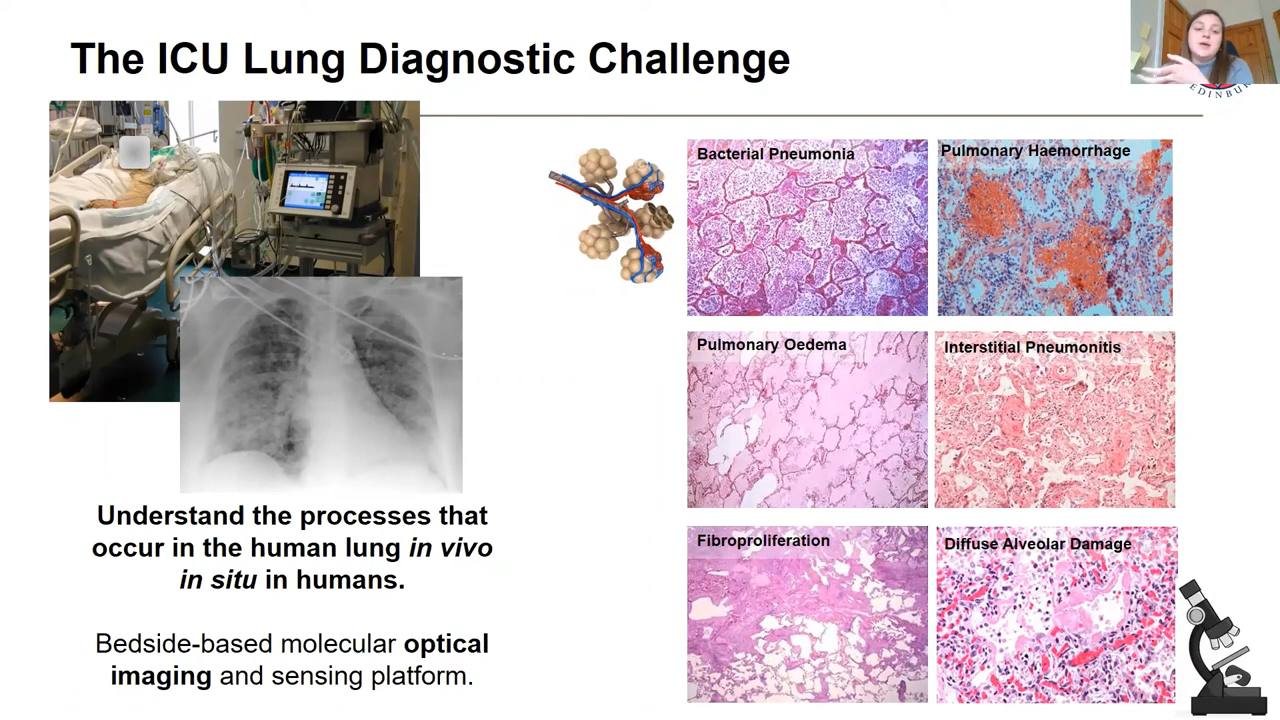 The ICU Lung Diagnostic Challenge
EDINBUR
Bacterial Pneumonia
Pulmonary Haemorrhage
Pulmonary Oedema
Interstitial Pneumonitis
Fibroproliferation
Diffuse Alveolar Damage
Understand the processes that
occur in the human lung in vivo
in situ in humans.
Bedside-based molecular optical
imaging and sensing platform.